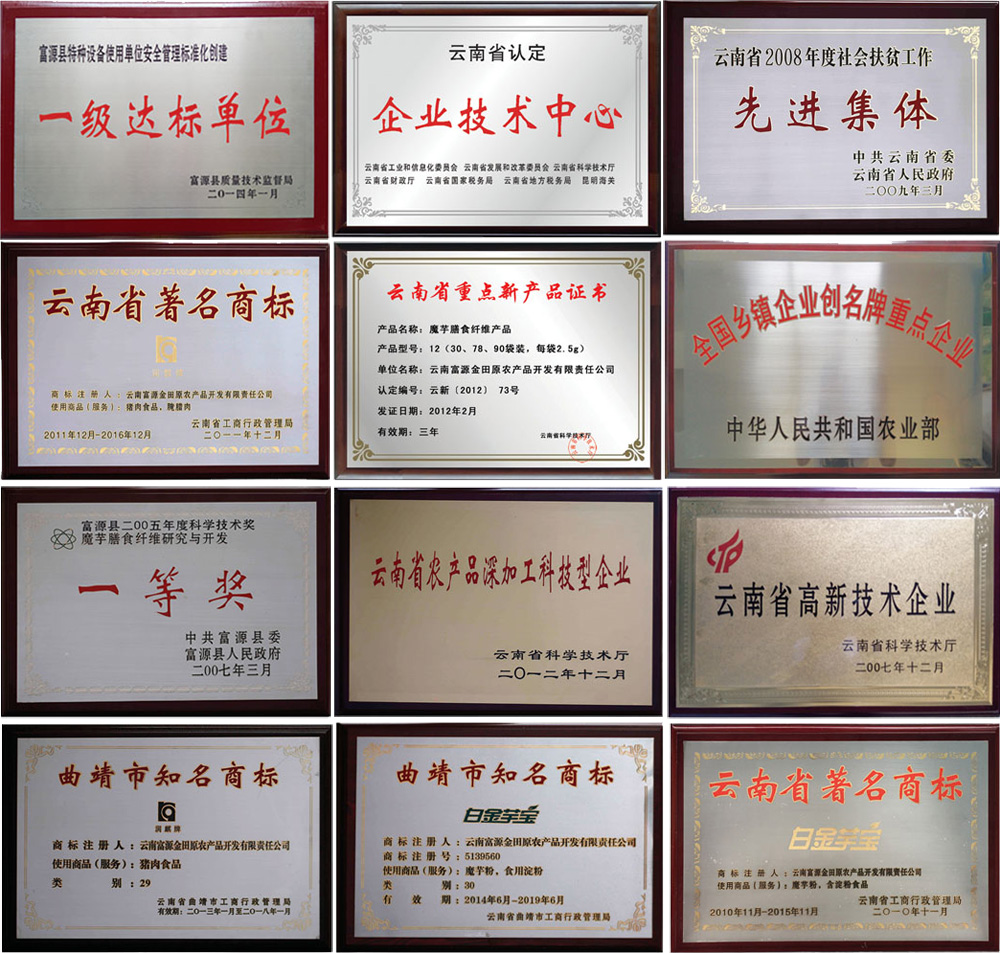 富源县特种设备使用单位安全管理标准化创建
一级达标单位
富源县质量技术监督局
二〇一四年一月
云南省认定
企业技术中心
云南省工业和信息化委员会 云南省发展和改革委员会 云南省科学技术厅
云南省财政厅 云南省国家税务局 云南省地方税务局 昆明海关
云南省2008年度社会扶贫工作
先进集体
中共云南省委
云南省人民政府
二〇〇九年三月
云南省著名商标
商标注册人：云南富源金田原农产品开发有限责任公司
使用商品（服务）：猪肉食品、腌腊肉
云南省工商行政管理局
2011年12月-2016年12月
二〇一一年十二月
云南省重点新产品证书
产品名称：魔芋膳食纤维产品
产品型号：12（30、78、90袋装，每袋2.5g）
单位名称：云南富源金田原农产品开发有限责任公司
认定编号：云新〔2012〕 73号
发证日期：2012年2月
有效期：三年
云南省科学技术厅
全国乡镇企业创名牌重点企业
中华人民共和国农业部
富源县二00五年度科学技术奖
魔芋膳食纤维研究与开发
一等奖
中共富源县委
富源县人民政府
二00七年三月
云南省农产品深加工科技型企业
云南省科学技术厅
二〇一二年十二月
云南省高新技术企业
云南省科学技术厅
二00七年十二月
曲靖市知名商标
滇麒牌
商标注册人：云南富源金田原农产品开发有限责任公司
使用商品（服务）：猪肉食品
类别：29
云南省曲靖市工商行政管理局
有效期：二〇一三年一月至二〇一八年一月
曲靖市知名商标
白金芋宝
商标注册人：云南富源金田原农产品开发有限责任公司
商标注册号：5139560
使用商品（服务）：魔芋粉，食用淀粉
类别：30
有效期：2014年6月-2019年6月
云南省曲靖市工商行政管理局
云南省著名商标
白金芋宝
商标注册人：云南富源金田原农产品开发有限责任公司
使用商品（服务）：魔芋粉，含淀粉食品
云南省工商行政管理局
2010年11月-2015年11月
二〇一〇年十一月